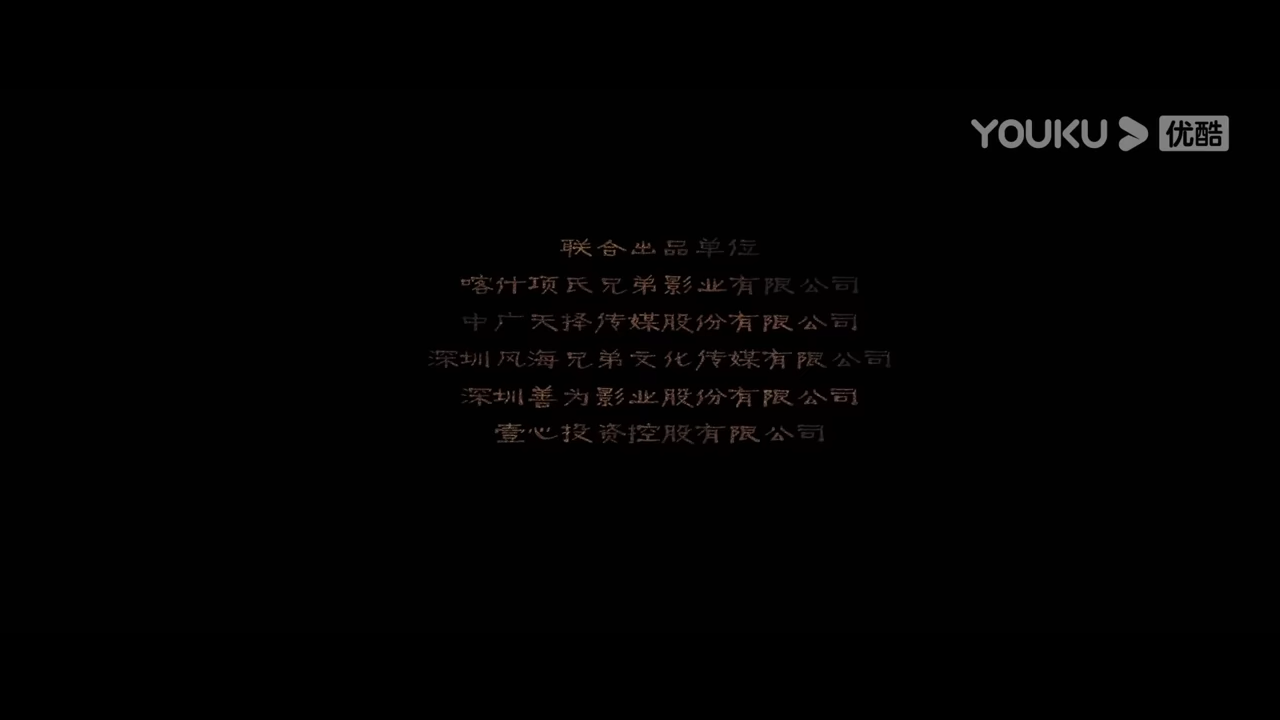 YOUKU 优酷
联合出品单位
喀什项氏兄弟影业有限公司
中广天择传媒股份有限公司
深圳风海兄弟文化传媒有限公司
深圳善为影业股份有限公司
壹心投资控股有限公司